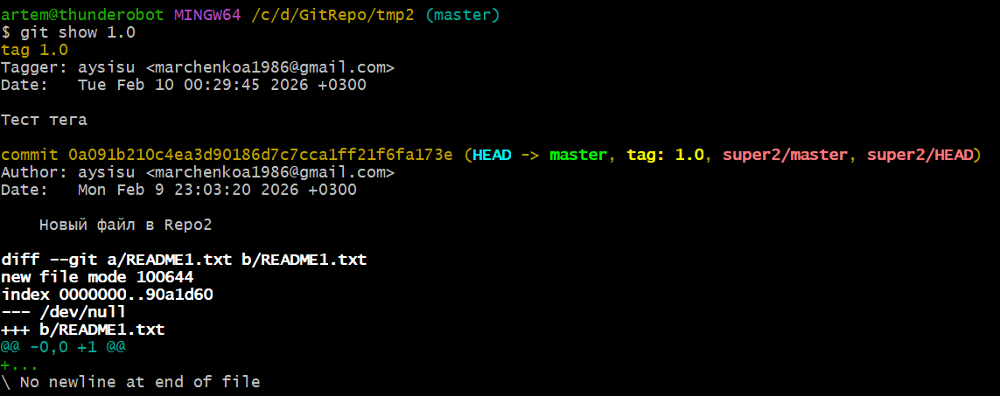 artem@thunderobot MINGW64 /c/d/GitRepo/tmp2 (master)
$ git show 1.0
tag 1.0
Tagger: aysisu <marchenkoa1986@gmail.com>
Date:   Tue Feb 10 00:29:45 2026 +0300
Тест тега
commit 0a091b210c4ea3d90186d7c7cca1ff21f6fa173e (HEAD -> master, tag: 1.0, super2/master, super2/HEAD)
Author: aysisu <marchenkoa1986@gmail.com>
Date:   Mon Feb 9 23:03:20 2026 +0300
    Новый файл в Repo2
diff --git a/README1.txt b/README1.txt
new file mode 100644
index 0000000..90a1d60
--- /dev/null
+++ b/README1.txt
@@ -0,0 +1 @@
+...
\ No newline at end of file